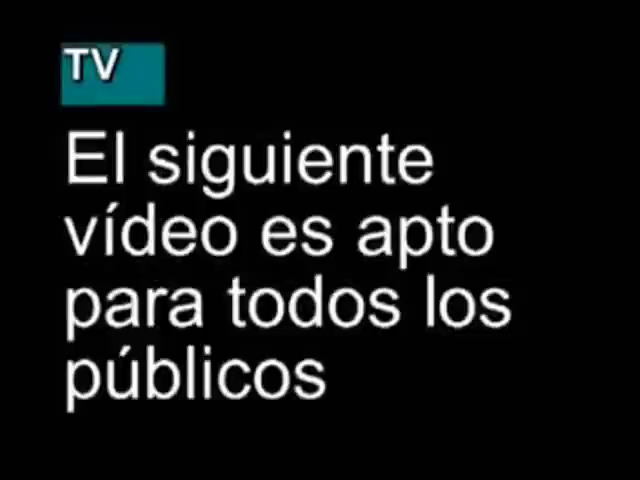 TV
El siguiente
vídeo es apto
para todos los
públicos